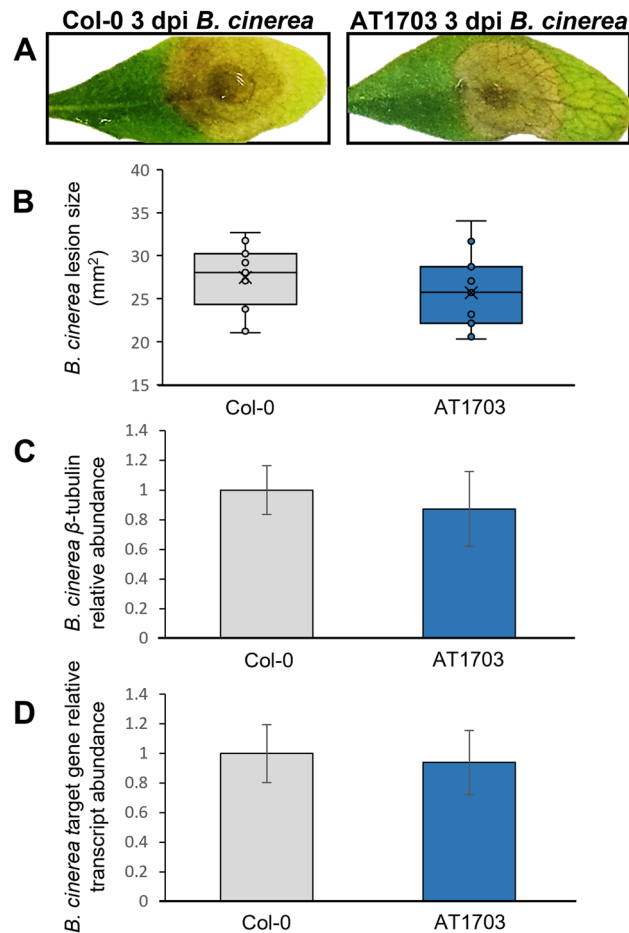 Col-0 3 dpi B. cinerea
AT1703 3 dpi B. cinerea
A
B
B. cinerea lesion size
(mm²)
40
35
30
25
20
15
Col-0
AT1703
C
B. cinerea β-tubulin
relative abundance
1.4
1.2
1
0.8
0.6
0.4
0.2
0
Col-0
AT1703
D
B. cinerea target gene relative
transcript abundance
1.4
1.2
1
0.8
0.6
0.4
0.2
0
Col-0
AT1703